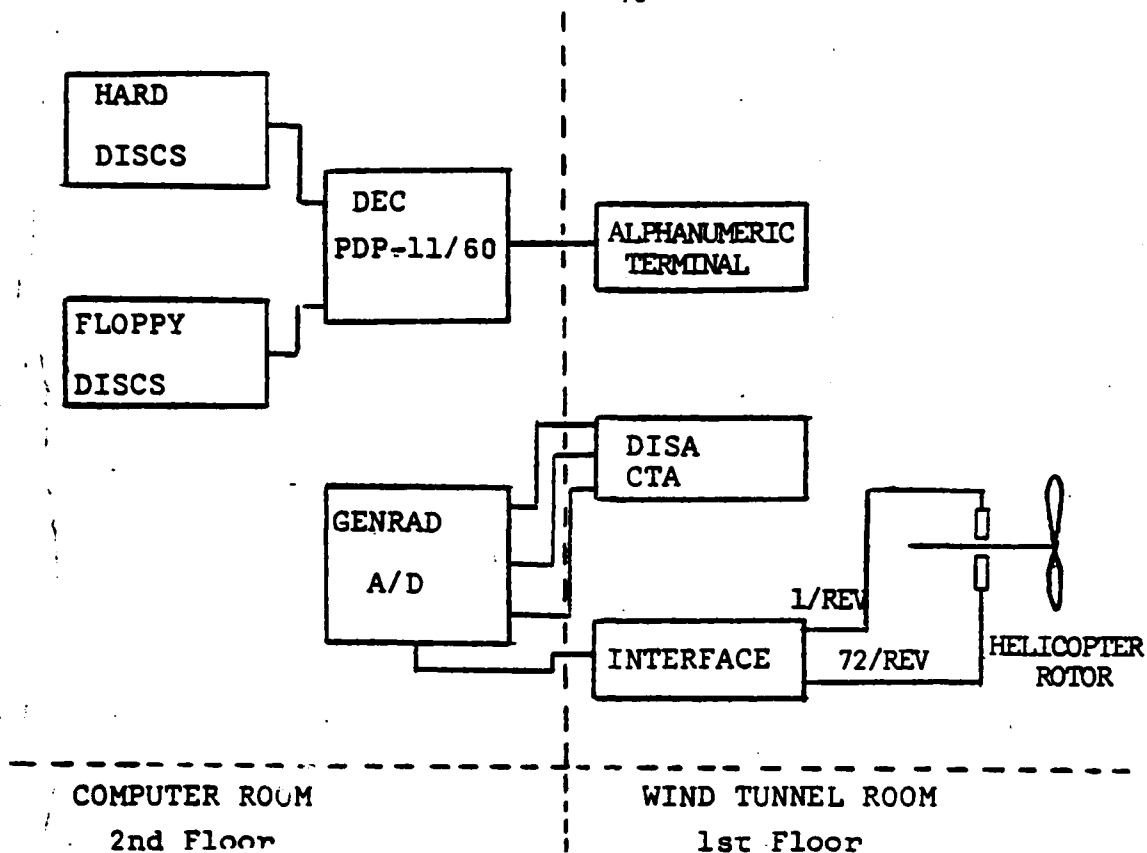 HARD
DISCS
DEC
PDP-11/60
ALPHANUMERIC
TERMINAL
FLOPPY
DISCS
DISA
CTA
GENRAD
A/D
1/REV
INTERFACE
72/REV
HELICOPTER
ROTOR
COMPUTER ROOM
2nd Floor
WIND TUNNEL ROOM
1st Floor